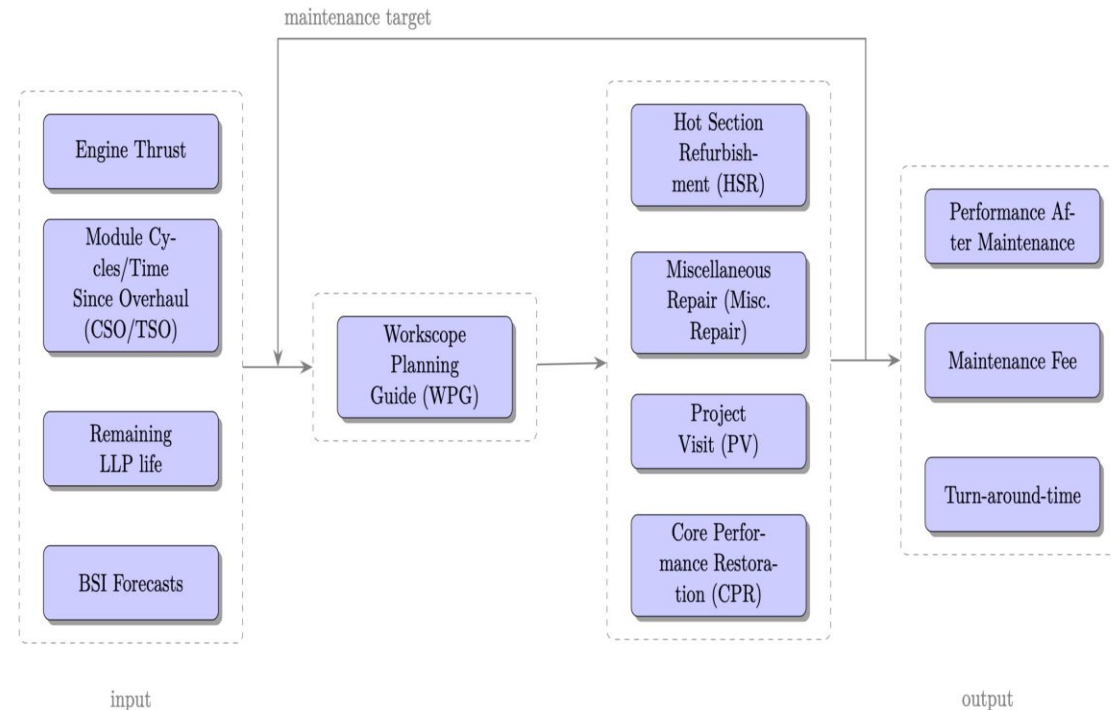 maintenance target
Engine Thrust
Module Cy-
cles/Time
Since Overhaul
(CSO/TSO)
Remaining
LLP life
BSI Forecasts
input
Workscope
Planning
Guide (WPG)
Hot Section
Refurbish-
ment (HSR)
Miscellaneous
Repair (Misc.
Repair)
Project
Visit (PV)
Core Perfor-
mance Restora-
tion (CPR)
Performance Af-
ter Maintenance
Maintenance Fee
Turn-around-time
output